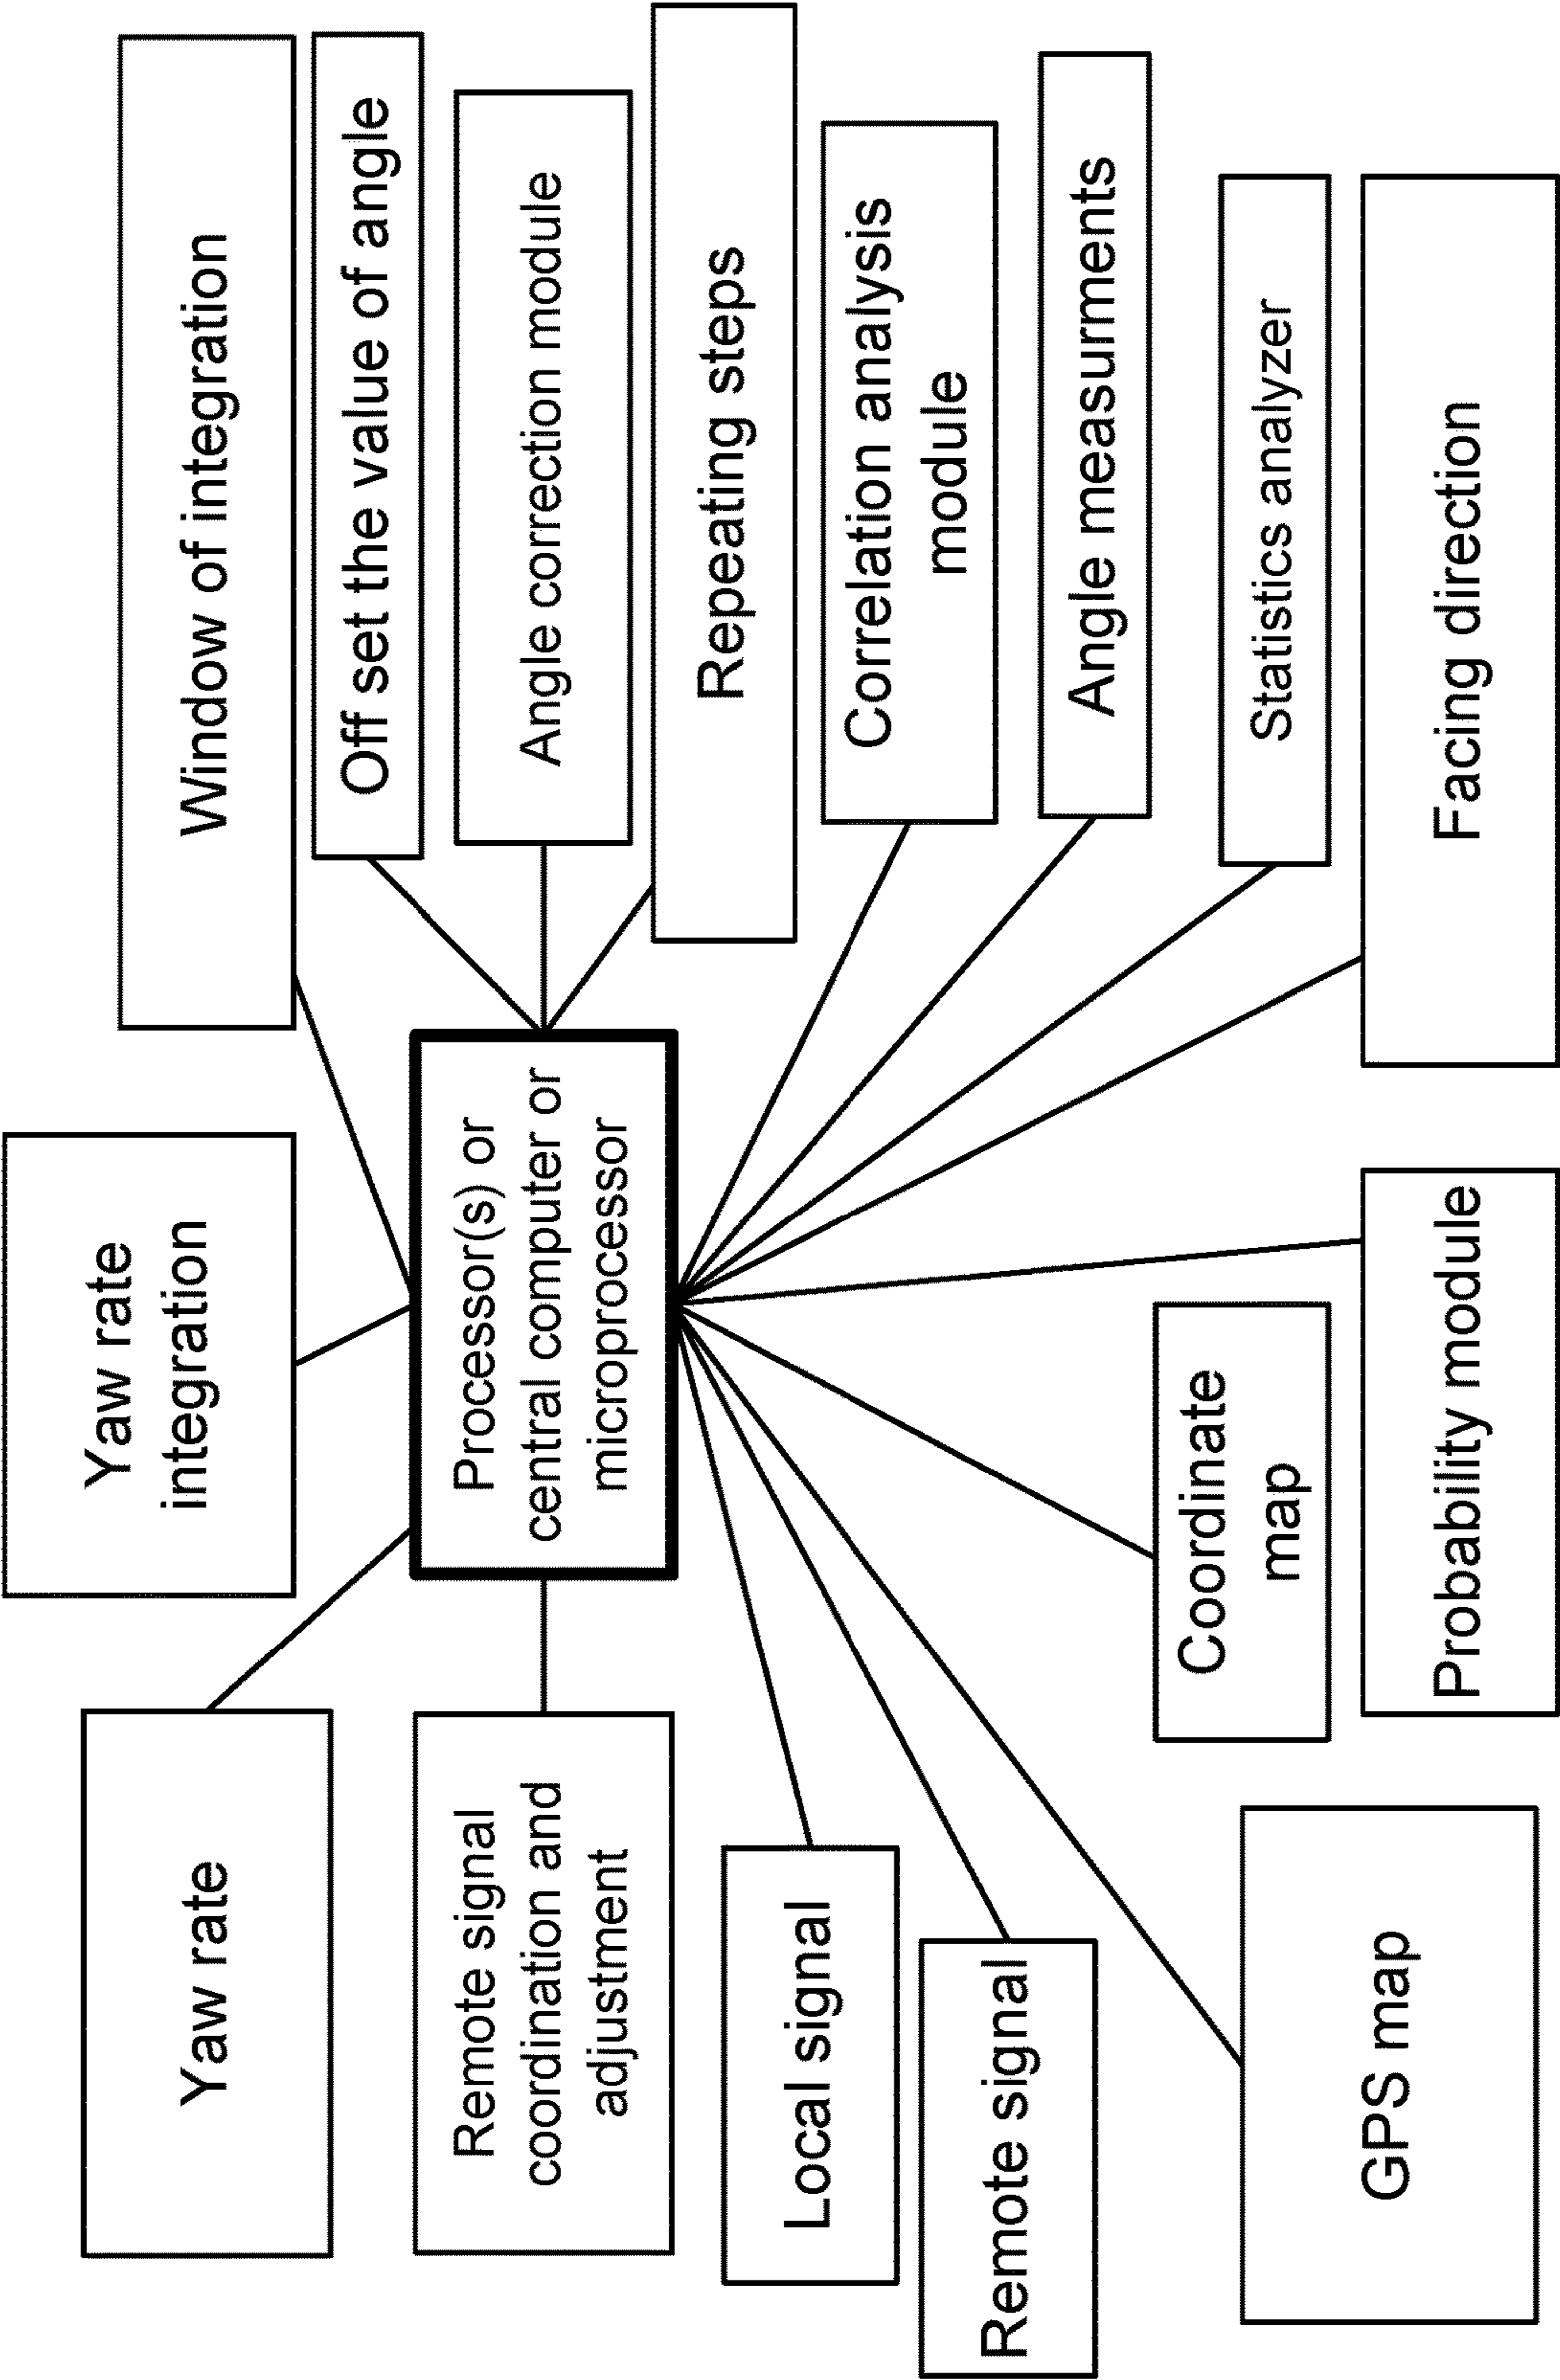 Yaw rate
Yaw rate
integration
Window of integration
Off set the value of angle
Remote signal
coordination and
adjustment
Processor(s) or
central computer or
microprocessor
Angle correction module
Repeating steps
Local signal
Correlation analysis
module
Remote signal
Angle measurments
Coordinate
map
Statistics analyzer
GPS map
Probability module
Facing direction